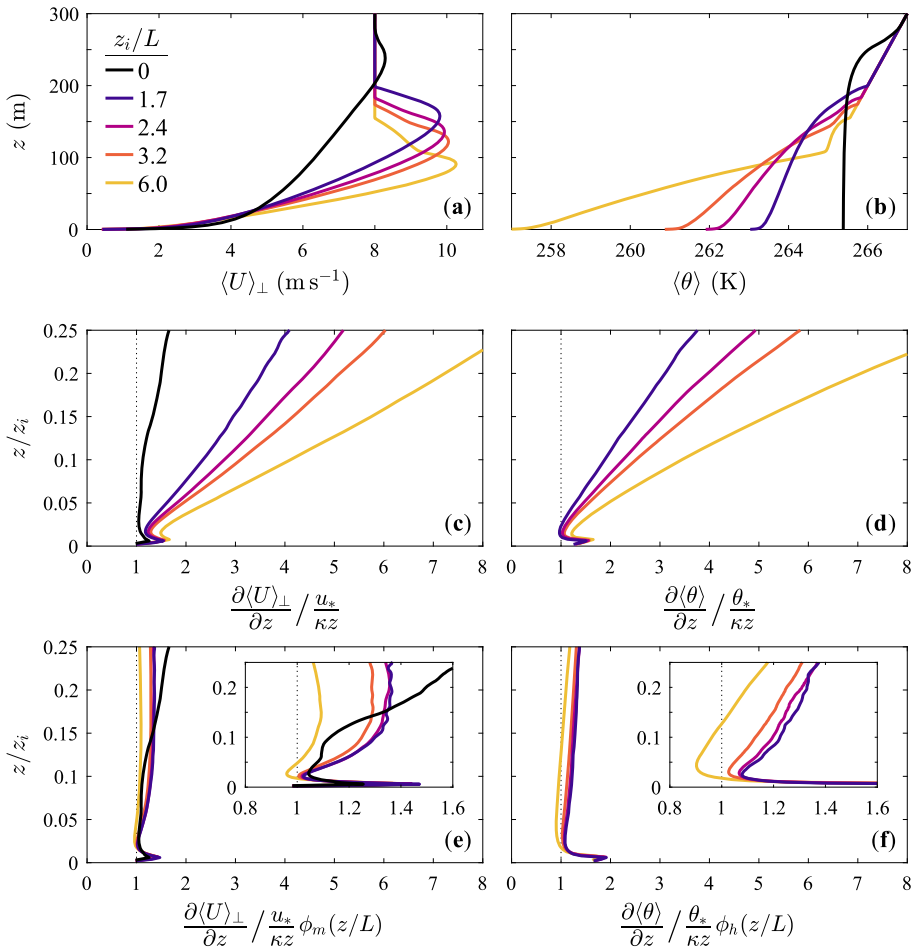 300
200
100
0
z (m)
z_i/L
0
1.7
2.4
3.2
6.0
(a)
0 2 4 6 8 10
⟨U⟩⊥ (m s⁻¹)
(b)
258 260 262 264 266
⟨θ⟩ (K)
0.25
0.2
0.15
0.1
0.05
0
z/z_i
(c)
0 1 2 3 4 5 6 7 8
∂⟨U⟩⊥/∂z / u_*/κz
(d)
0 1 2 3 4 5 6 7 8
∂⟨θ⟩/∂z / θ_*/κz
0.25
0.2
0.15
0.1
0.05
0
z/z_i
0.2
0.1
0
0.8 1 1.2 1.4 1.6
(e)
0 1 2 3 4 5 6 7 8
∂⟨U⟩⊥/∂z / u_*/κz φ_m(z/L)
0.2
0.1
0
0.8 1 1.2 1.4 1.6
(f)
0 1 2 3 4 5 6 7 8
∂⟨θ⟩/∂z / θ_*/κz φ_h(z/L)